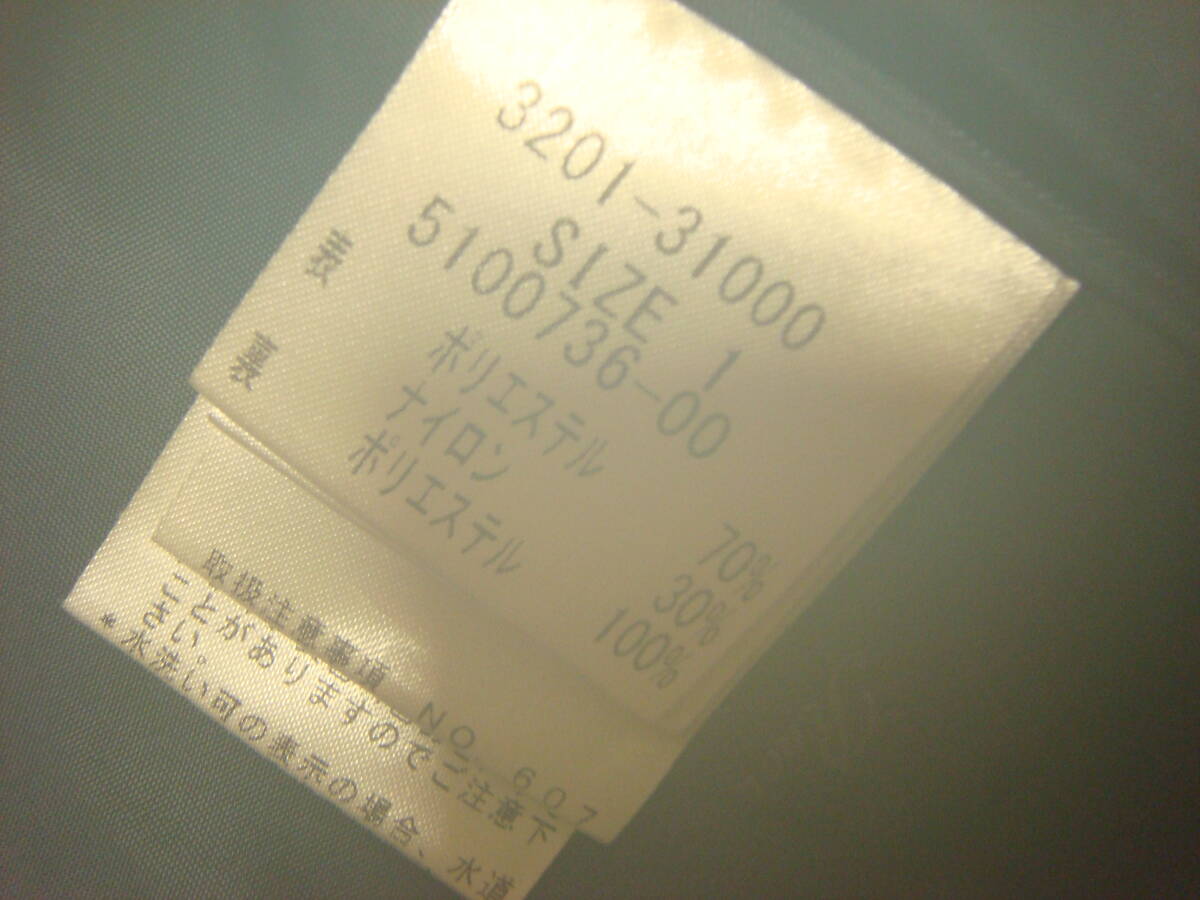 3201-31000
SIZE 1
5100736-00
表 ポリエステル 70%
ナイロン 30%
裏 ポリエステル 100%
取扱注意事項 NO. 607
ことがありますのでご注意下
さい。
*水洗い可の表示の場合、水道